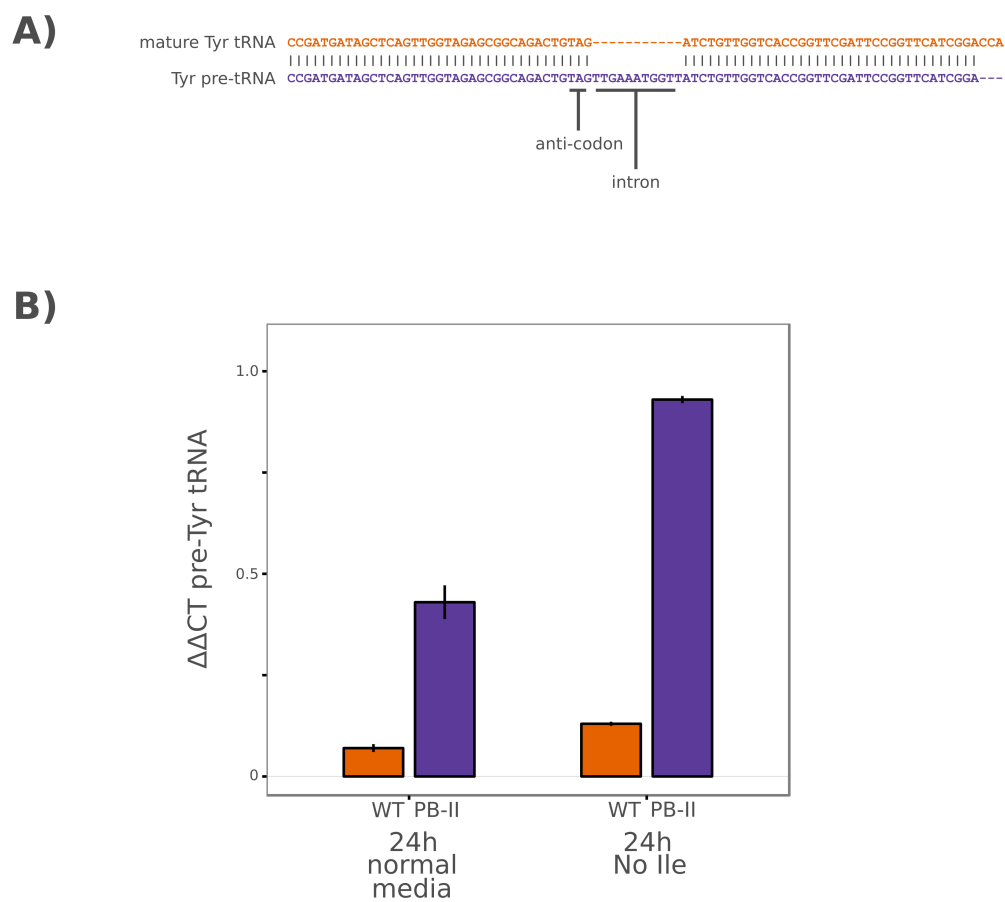 A)
mature Tyr tRNA CCGATGATAGCTCAGTTGGTAGAGCGGCAGACTGTAG-----------ATCTGTTGGTCACCGGTTCGATTCCGGTTCATCGGACCA
Tyr pre-tRNA CCGATGATAGCTCAGTTGGTAGAGCGGCAGACTGTAGTTGAAATGGTTATCTGTTGGTCACCGGTTCGATTCCGGTTCATCGGA---
anti-codon
intron
B)
ΔΔCT pre-Tyr tRNA
1.0
0.5
0
WT PB-II WT PB-II
24h 24h
normal No Ile
media